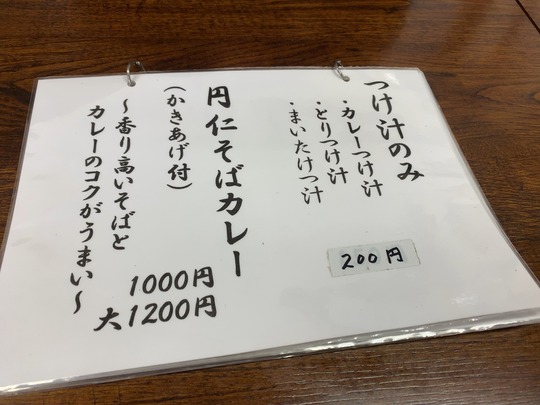 つけ汁のみ
・カレーつけ汁
・とりつけ汁
・まいたけつ汁
200円
円仁そばカレー
（かきあげ付）
1000円
大1200円
～香り高いそばと
カレーのコクがうまい～